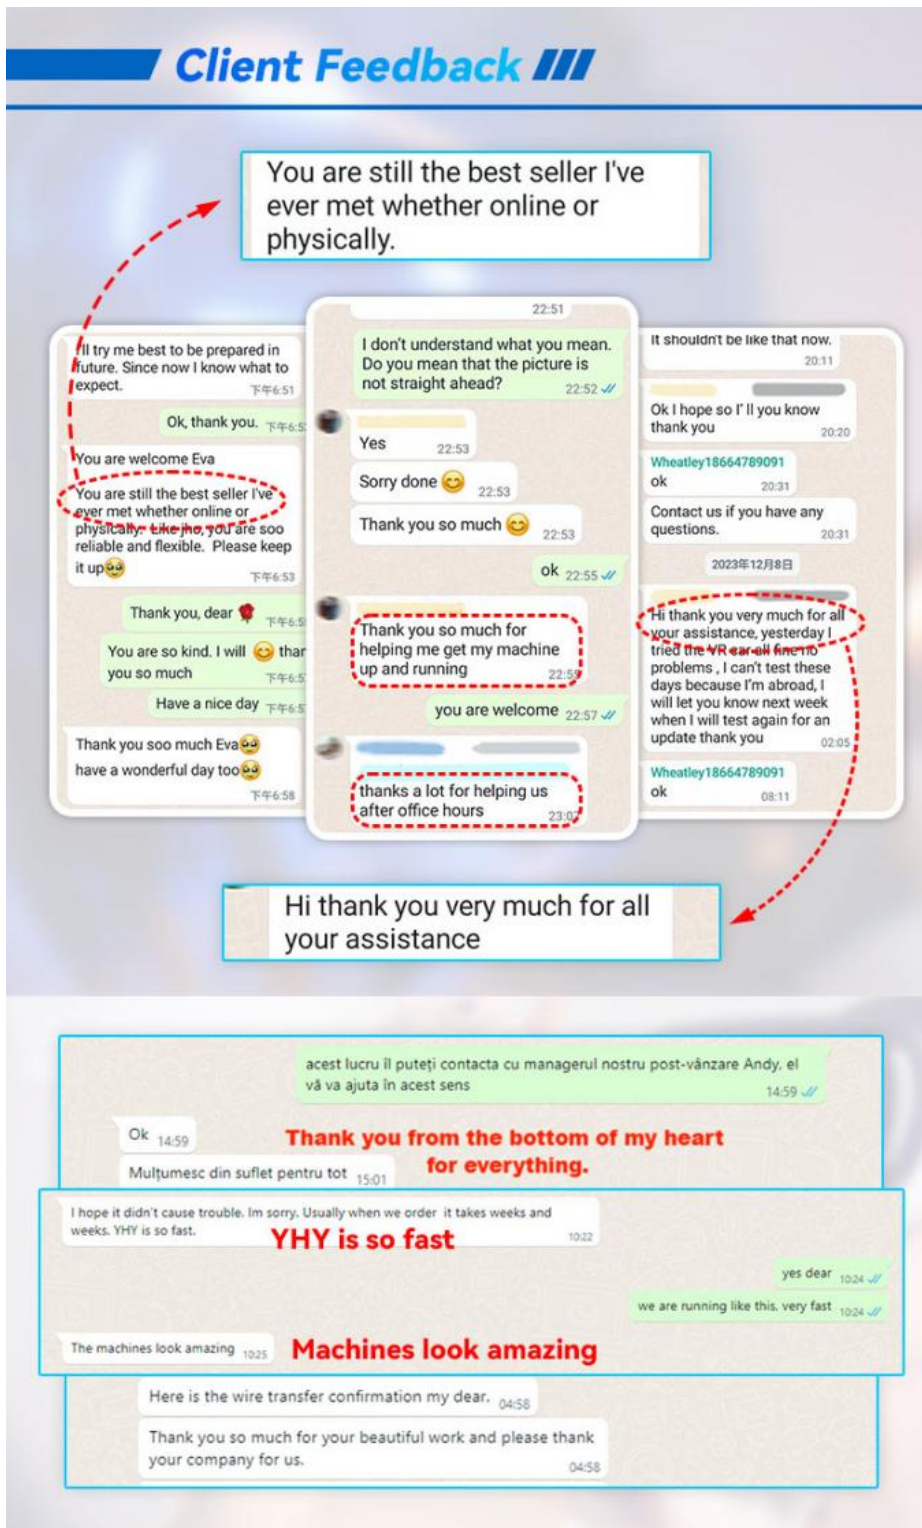 Client Feedback
You are still the best seller I've
ever met whether online or
physically.
I'll try me best to be prepared in
future. Since now I know what to
expect.
下午6:51
Ok, thank you.
You are welcome Eva
You are still the best seller I've
ever met whether online or
physically. Like jho, you are soo
reliable and flexible. Please keep
it up🥹
下午6:53
Thank you, dear 🌹
You are so kind. I will 😊 than
you so much
Have a nice day
Thank you soo much Eva🥹
have a wonderful day too🥹
下午6:58
22:51
I don't understand what you mean.
Do you mean that the picture is
not straight ahead?
22:52
Yes 22:53
Sorry done 😊 22:53
Thank you so much 😊 22:53
ok 22:55
Thank you so much for
helping me get my machine
up and running
22:55
you are welcome 22:57
thanks a lot for helping us
after office hours
It shouldn't be like that now.
20:11
Ok I hope so I' ll you know
thank you
20:20
Wheatley18664789091
ok
20:31
Contact us if you have any
questions.
20:31
2023年12月8日
Hi thank you very much for all
your assistance, yesterday I
tried the VR car all fine no
problems , I can't test these
days because I'm abroad, I
will let you know next week
when I will test again for an
update thank you
02:05
Wheatley18664789091
ok
08:11
Hi thank you very much for all
your assistance
acest lucru îl puteți contacta cu managerul nostru post-vânzare Andy. el
vă va ajuta în acest sens
14:59
Ok 14:59
Thank you from the bottom of my heart
for everything.
Mulțumesc din suflet pentru tot 15:01
I hope it didn't cause trouble. Im sorry. Usually when we order it takes weeks and
weeks. YHY is so fast.
10:22
YHY is so fast
yes dear 10:24
we are running like this. very fast 10:24
The machines look amazing 10:25
Machines look amazing
Here is the wire transfer confirmation my dear. 04:58
Thank you so much for your beautiful work and please thank
your company for us.
04:58